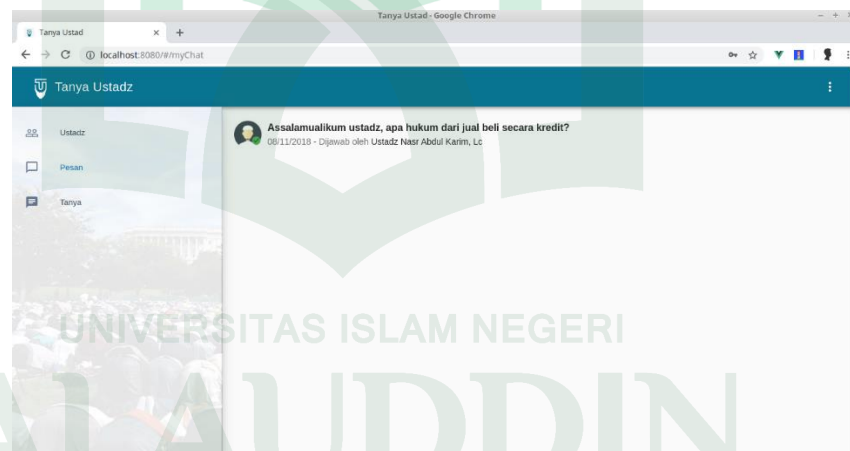 Tanya Ustad - Google Chrome
Tanya Ustad
localhost:8080/#/myChat
Tanya Ustadz
Ustadz
Pesan
Tanya
Assalamualikum ustadz, apa hukum dari jual beli secara kredit?
08/11/2018 - Dijawab oleh Ustadz Nasr Abdul Karim, Lc
UNIVERSITAS ISLAM NEGERI
ALAUDDIN